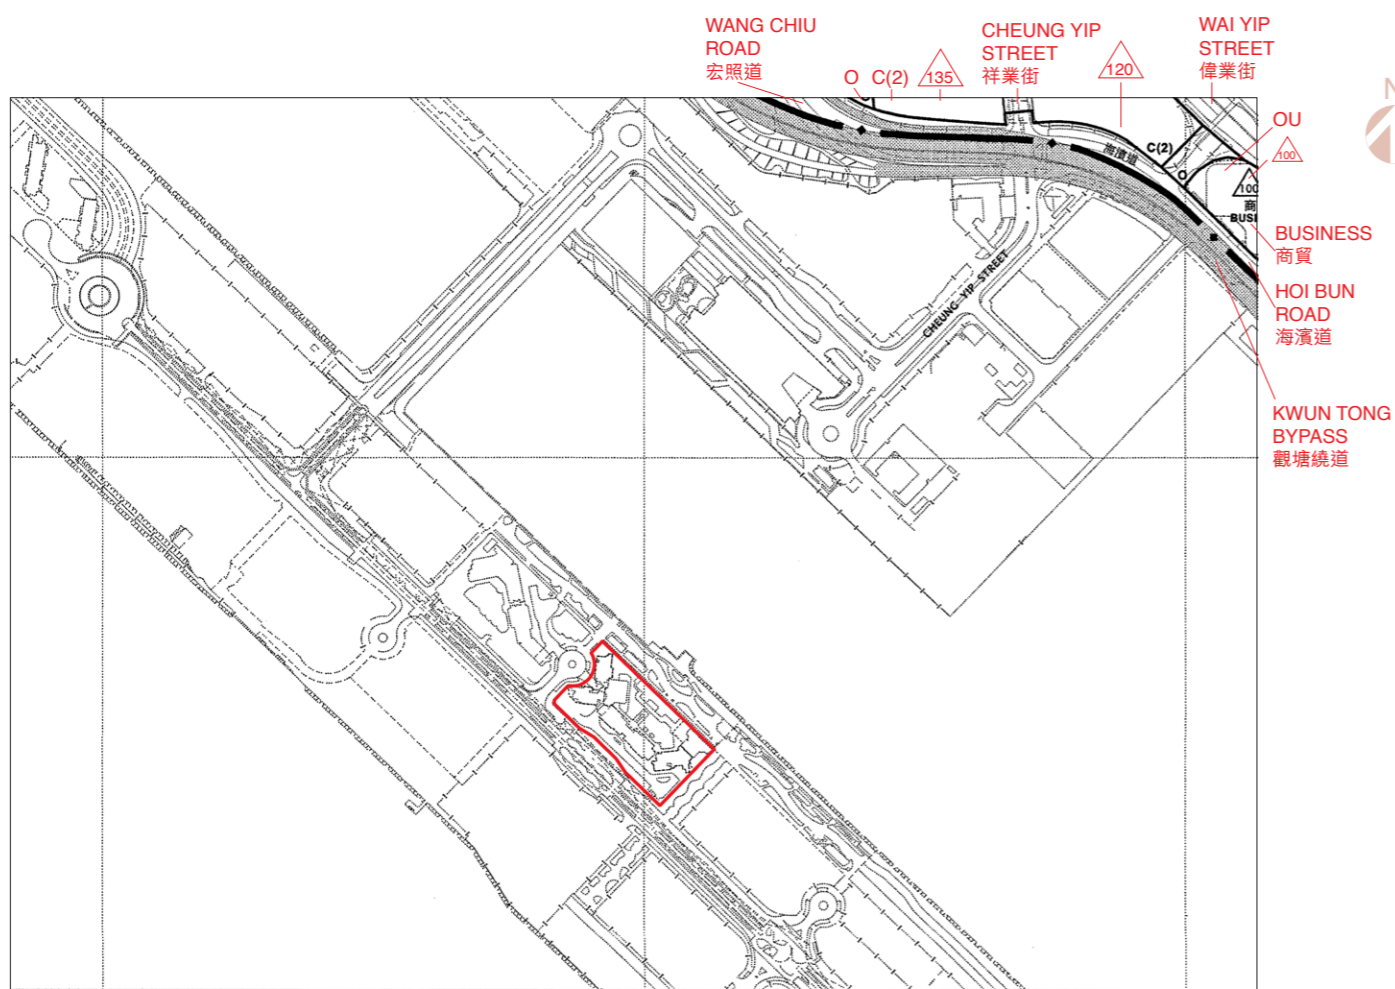 WANG CHIU
ROAD
宏照道
O C(2)
135
CHEUNG YIP
STREET
祥業街
120
WAI YIP
STREET
偉業街
N
OU
100
海濱道
C(2)
O
100
商
BUSI
BUSINESS
商貿
HOI BUN
ROAD
海濱道
CHEUNG YIP STREET
KWUN TONG
BYPASS
觀塘繞道